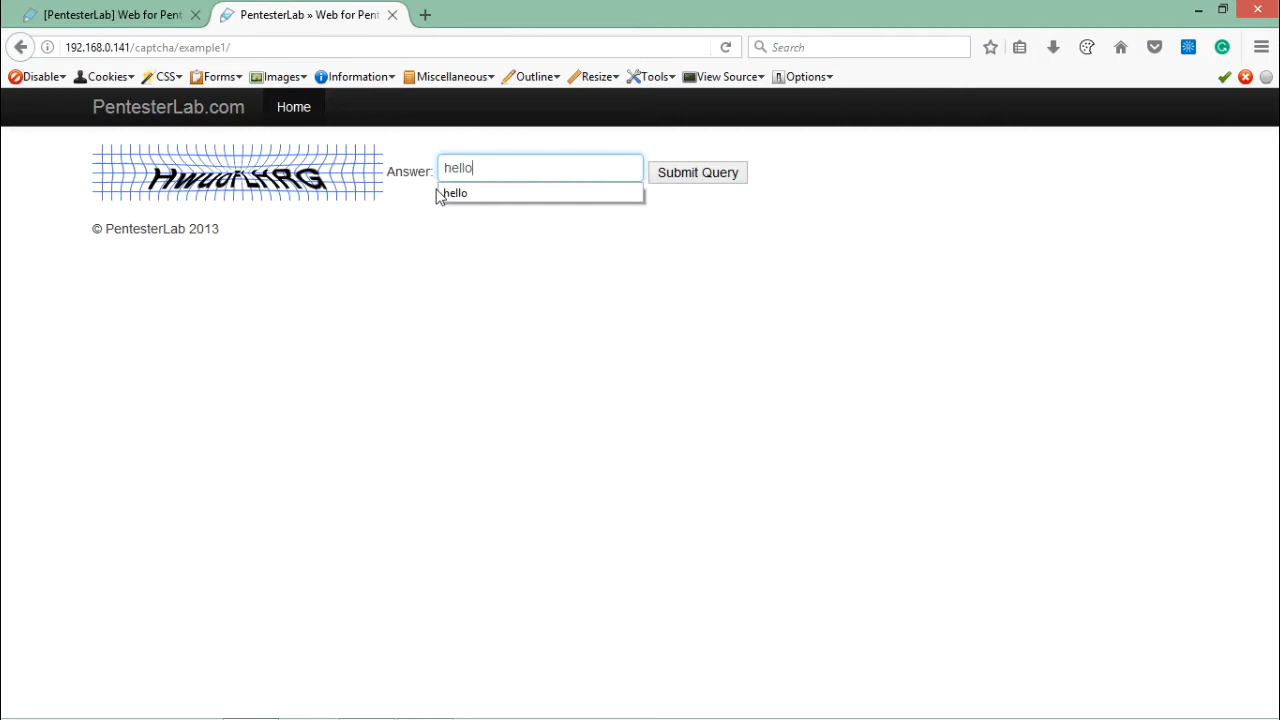 [PentesterLab] Web for Pent
PentesterLab » Web for Pent
192.168.0.141/captcha/example1/
Search
Disable
Cookies
CSS
Forms
Images
Information
Miscellaneous
Outline
Resize
Tools
View Source
Options
PentesterLab.com
Home
Answer:
hello
Submit Query
hello
© PentesterLab 2013